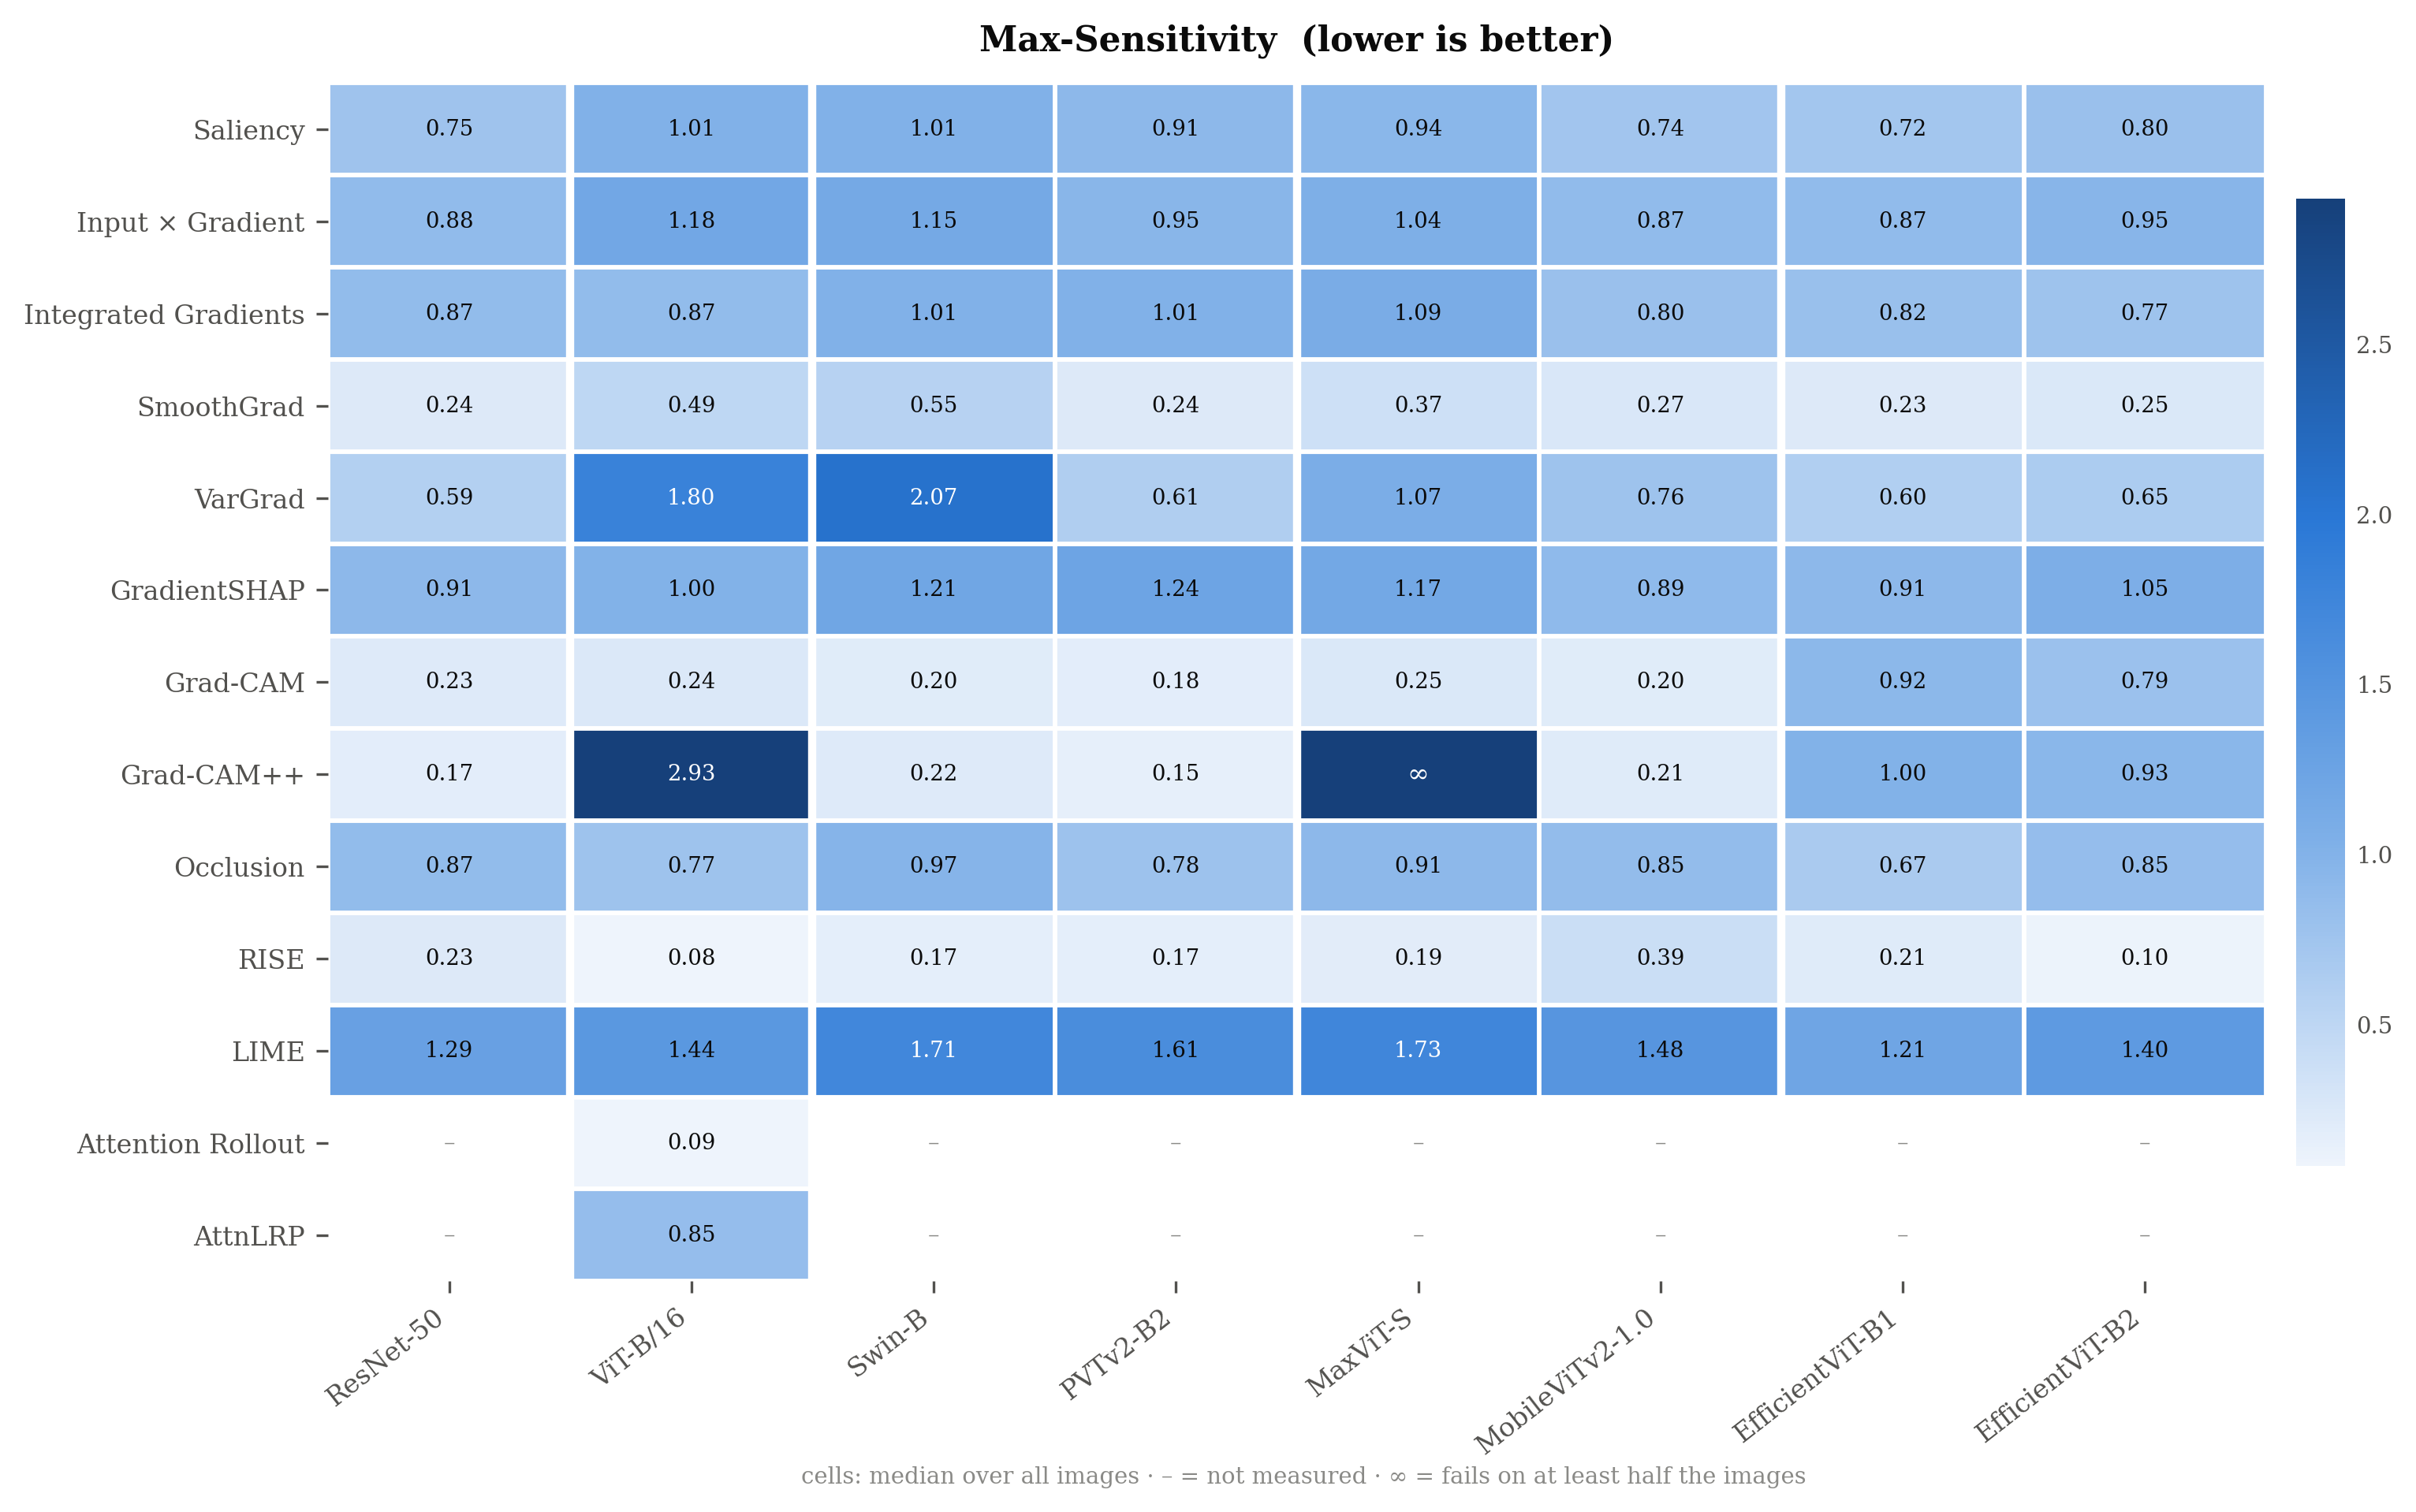 Max-Sensitivity (lower is better)
Saliency 0.75 1.01 1.01 0.91 0.94 0.74 0.72 0.80
Input × Gradient 0.88 1.18 1.15 0.95 1.04 0.87 0.87 0.95
Integrated Gradients 0.87 0.87 1.01 1.01 1.09 0.80 0.82 0.77
SmoothGrad 0.24 0.49 0.55 0.24 0.37 0.27 0.23 0.25
VarGrad 0.59 1.80 2.07 0.61 1.07 0.76 0.60 0.65
GradientSHAP 0.91 1.00 1.21 1.24 1.17 0.89 0.91 1.05
Grad-CAM 0.23 0.24 0.20 0.18 0.25 0.20 0.92 0.79
Grad-CAM++ 0.17 2.93 0.22 0.15 ∞ 0.21 1.00 0.93
Occlusion 0.87 0.77 0.97 0.78 0.91 0.85 0.67 0.85
RISE 0.23 0.08 0.17 0.17 0.19 0.39 0.21 0.10
LIME 1.29 1.44 1.71 1.61 1.73 1.48 1.21 1.40
Attention Rollout – 0.09 – – – – – –
AttnLRP – 0.85 – – – – – –
ResNet-50 ViT-B/16 Swin-B PVTv2-B2 MaxViT-S MobileViTv2-1.0 EfficientViT-B1 EfficientViT-B2
2.5
2.0
1.5
1.0
0.5
cells: median over all images · – = not measured · ∞ = fails on at least half the images